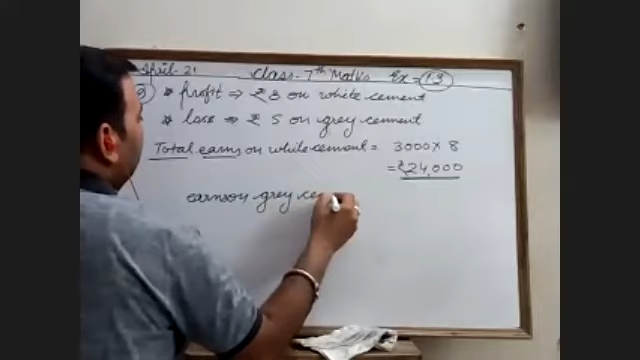 April-21 Class-7th Maths Ex-1.3
9 * profit ⇒ ₹ 8 on white cement
* loss ⇒ ₹ 5 on grey cement
Total earns on white cement = 3000 x 8
= ₹ 24,000
earns on grey ce